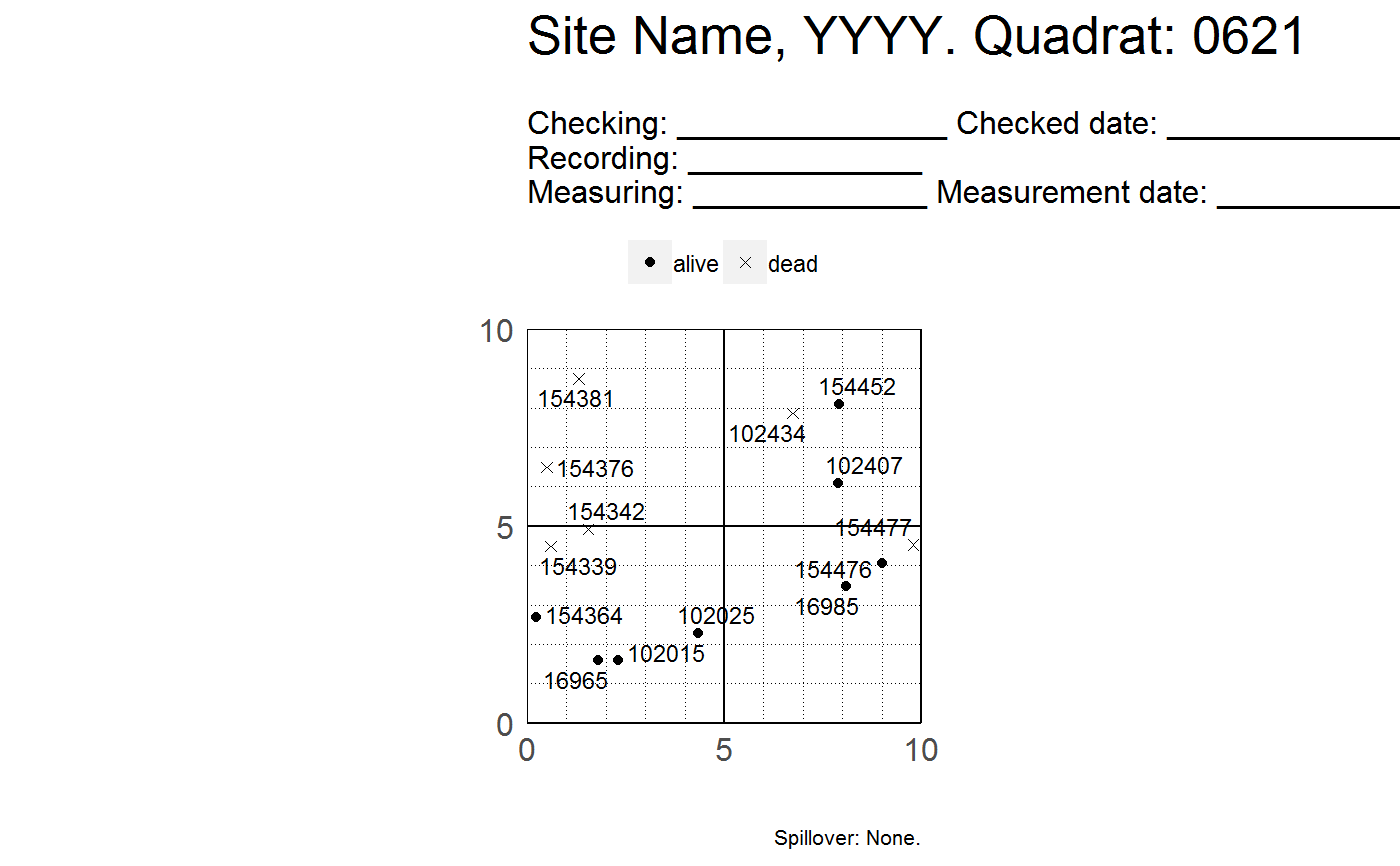 Site Name, YYYY. Quadrat: 0621
Checking: ________________ Checked date: ______________
Recording: ______________
Measuring: ______________ Measurement date: ___________
alive dead
10
154452
154381
102434
102407
154376
154342
5
154477
154339
154476
16985
154364
102025
102015
16965
0
0 5 10
Spillover: None.